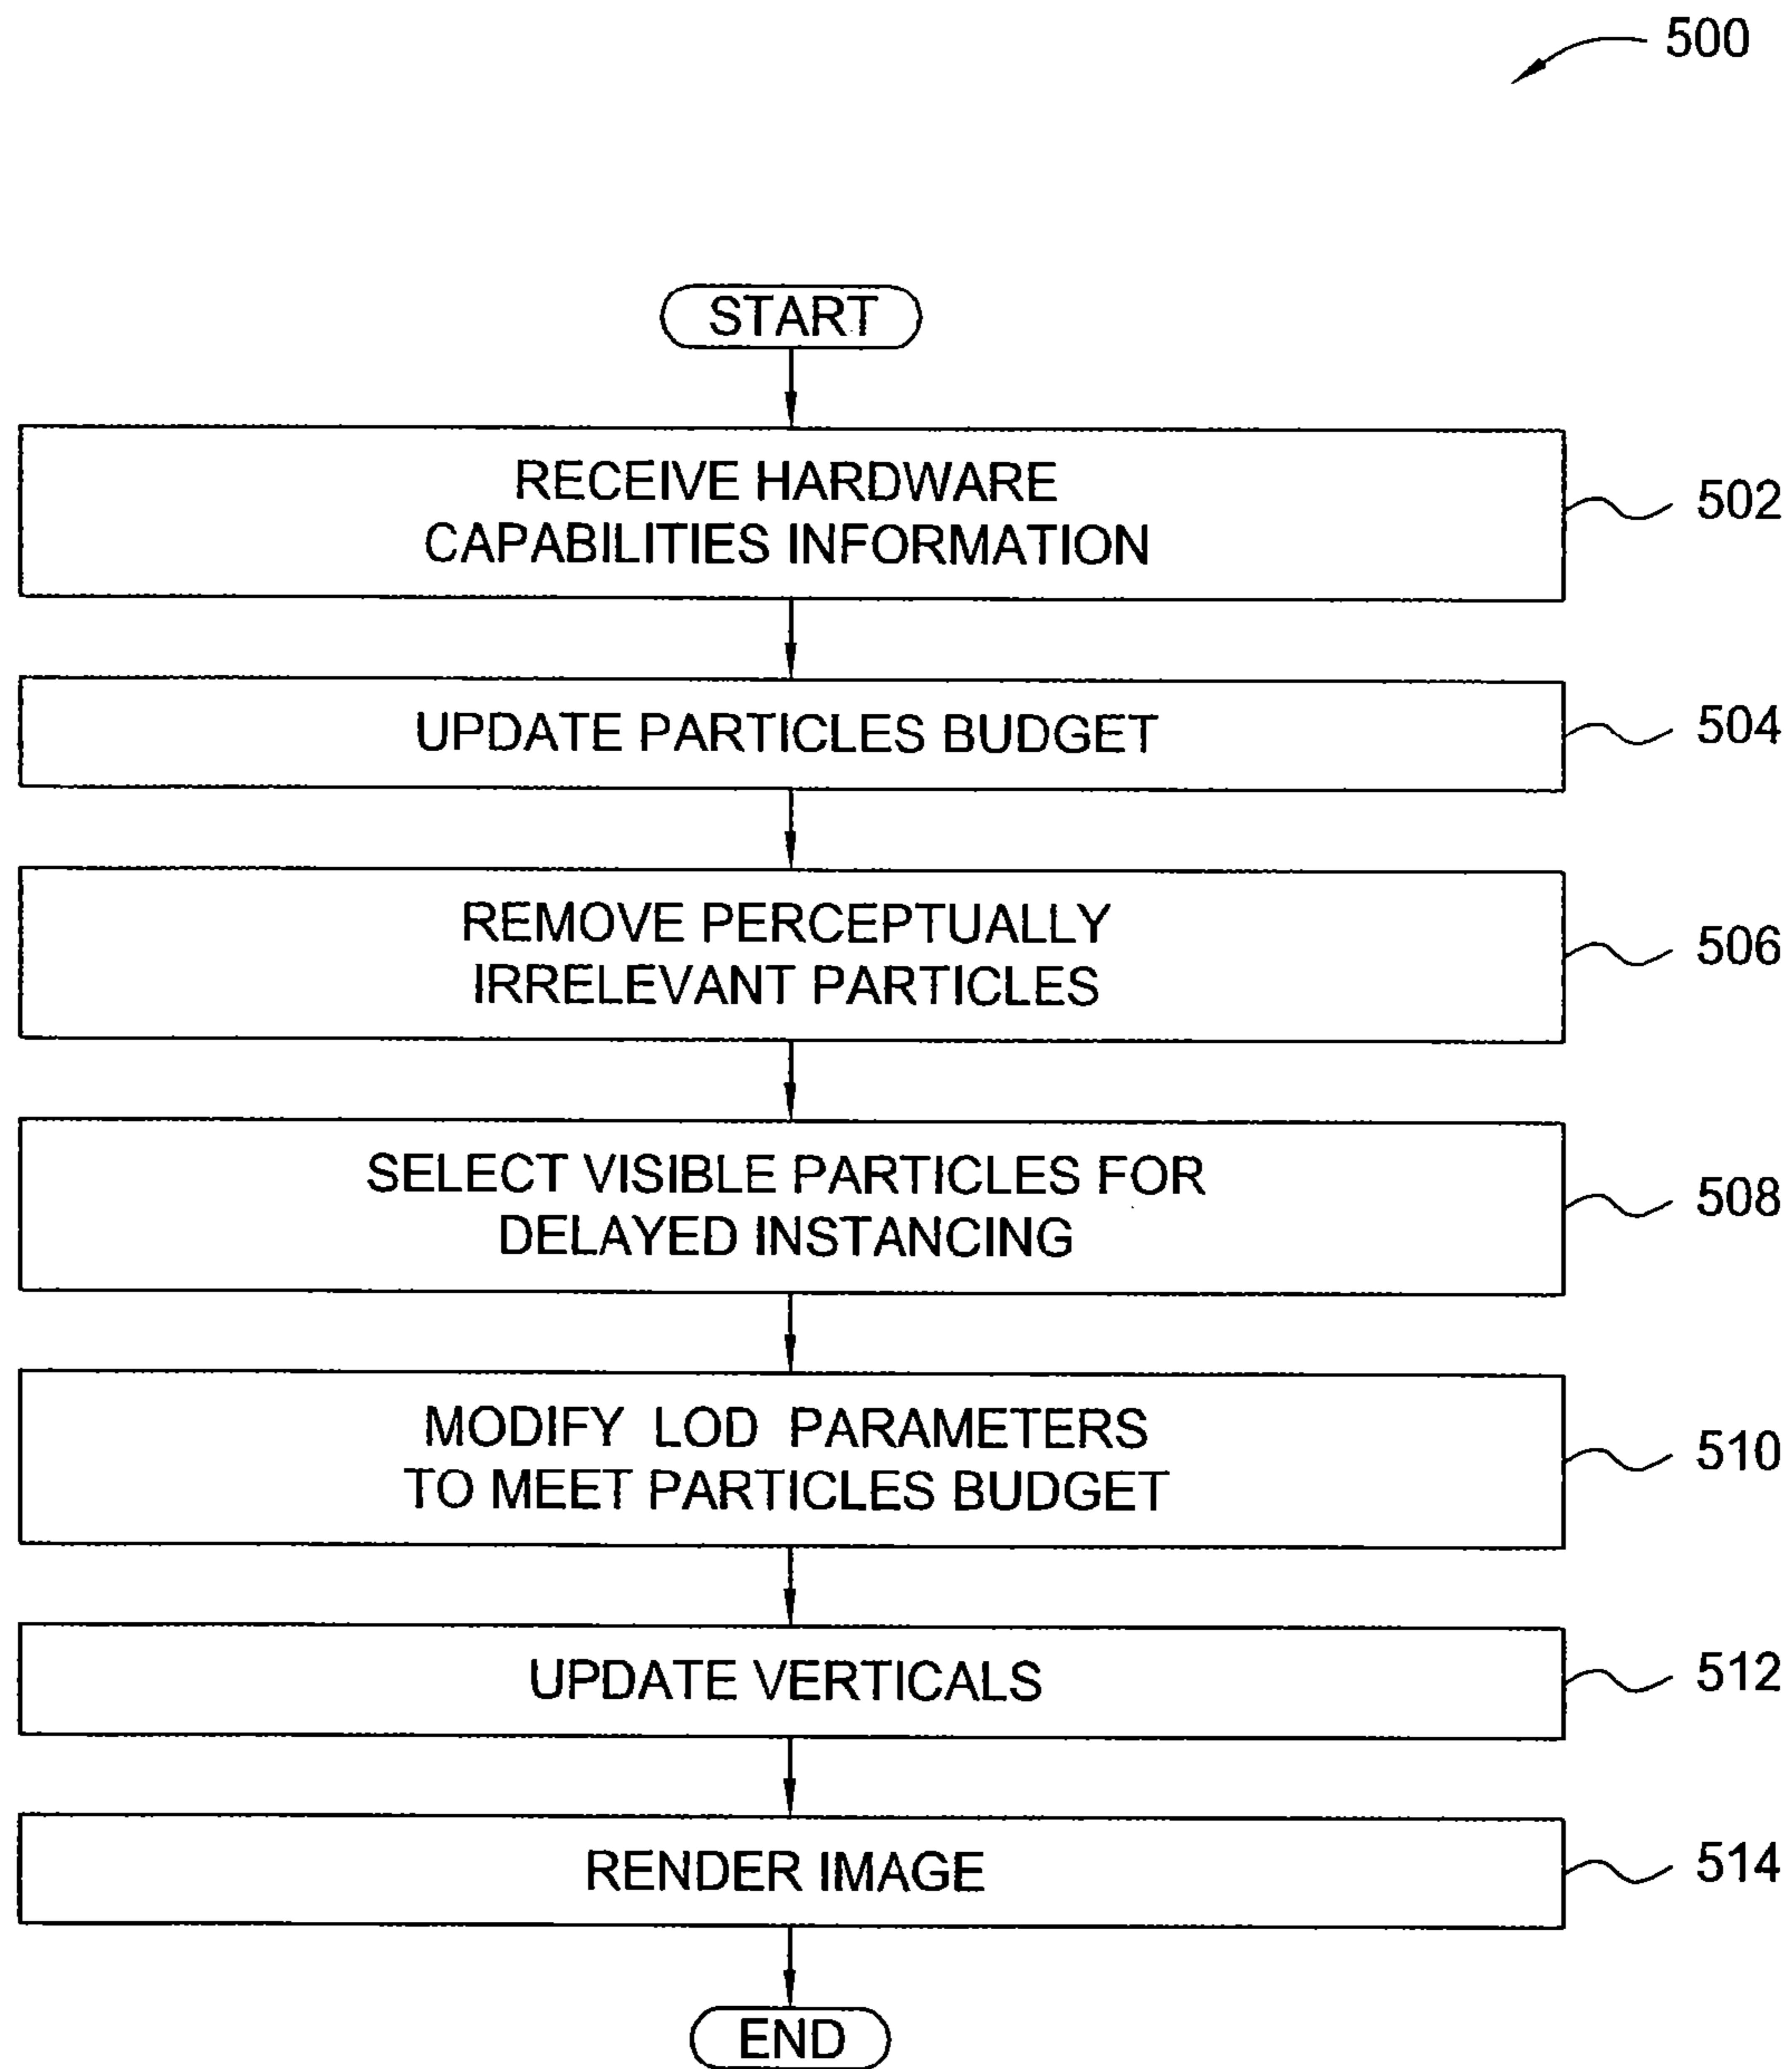 500
START
RECEIVE HARDWARE
CAPABILITIES INFORMATION
502
UPDATE PARTICLES BUDGET
504
REMOVE PERCEPTUALLY
IRRELEVANT PARTICLES
506
SELECT VISIBLE PARTICLES FOR
DELAYED INSTANCING
508
MODIFY LOD PARAMETERS
TO MEET PARTICLES BUDGET
510
UPDATE VERTICALS
512
RENDER IMAGE
514
END